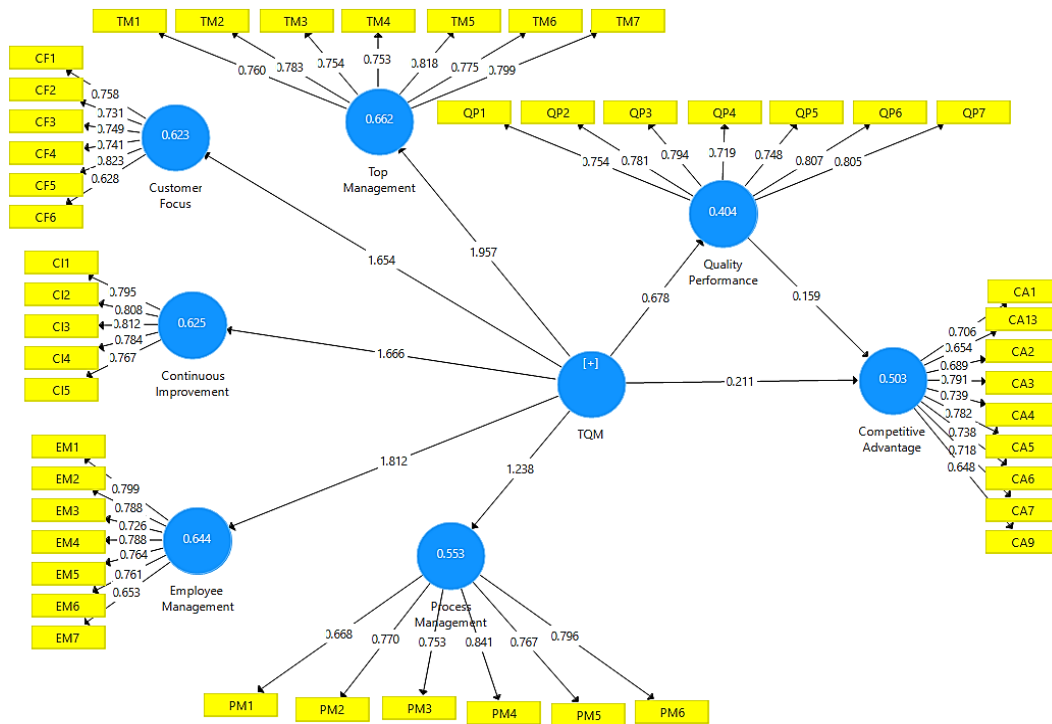 TM1
TM2
TM3
TM4
TM5
TM6
TM7
0.760
0.783
0.754
0.753
0.818
0.775
0.799
0.662
Top
Management
CF1
CF2
CF3
CF4
CF5
CF6
0.758
0.731
0.749
0.741
0.823
0.628
0.623
Customer
Focus
QP1
QP2
QP3
QP4
QP5
QP6
QP7
0.754
0.781
0.794
0.719
0.748
0.807
0.805
0.404
Quality
Performance
1.957
1.654
0.678
0.159
CI1
CI2
CI3
CI4
CI5
0.795
0.808
0.812
0.784
0.767
0.625
Continuous
Improvement
1.666
[+]
TQM
0.211
CA1
CA13
CA2
CA3
CA4
CA5
CA6
CA7
CA9
0.706
0.654
0.689
0.791
0.739
0.782
0.738
0.718
0.648
0.503
Competitive
Advantage
1.812
1.238
EM1
EM2
EM3
EM4
EM5
EM6
EM7
0.799
0.788
0.726
0.788
0.764
0.761
0.653
0.644
Employee
Management
0.553
Process
Management
0.668
0.770
0.753
0.841
0.767
0.796
PM1
PM2
PM3
PM4
PM5
PM6